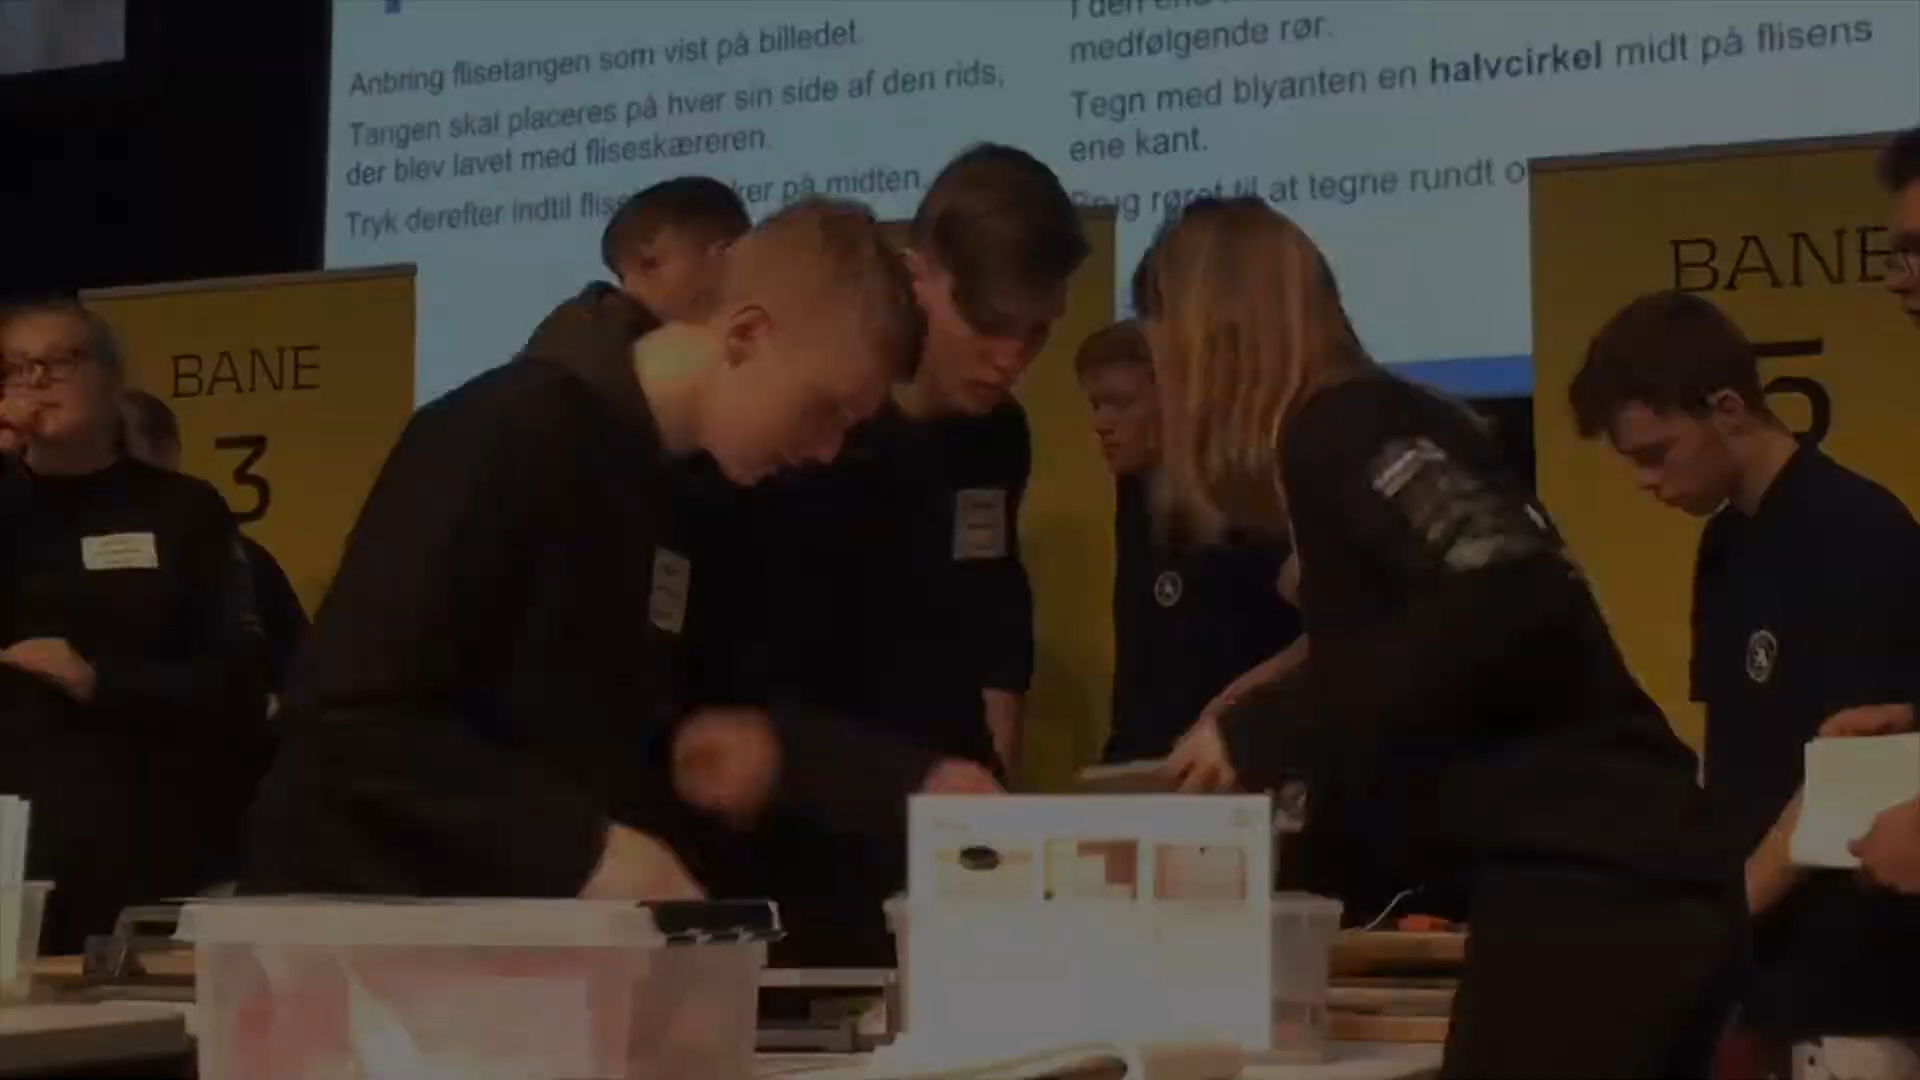 Anbring flisetangen som vist på billedet.
Tangen skal placeres på hver sin side af den rids,
der blev lavet med fliseskæreren.
Tryk derefter indtil på midten.
I den
medfølgende rør.
Tegn med blyanten en halvcirkel midt på flisens
ene kant.
røret til at tegne rundt
BANE
3
BANE
5